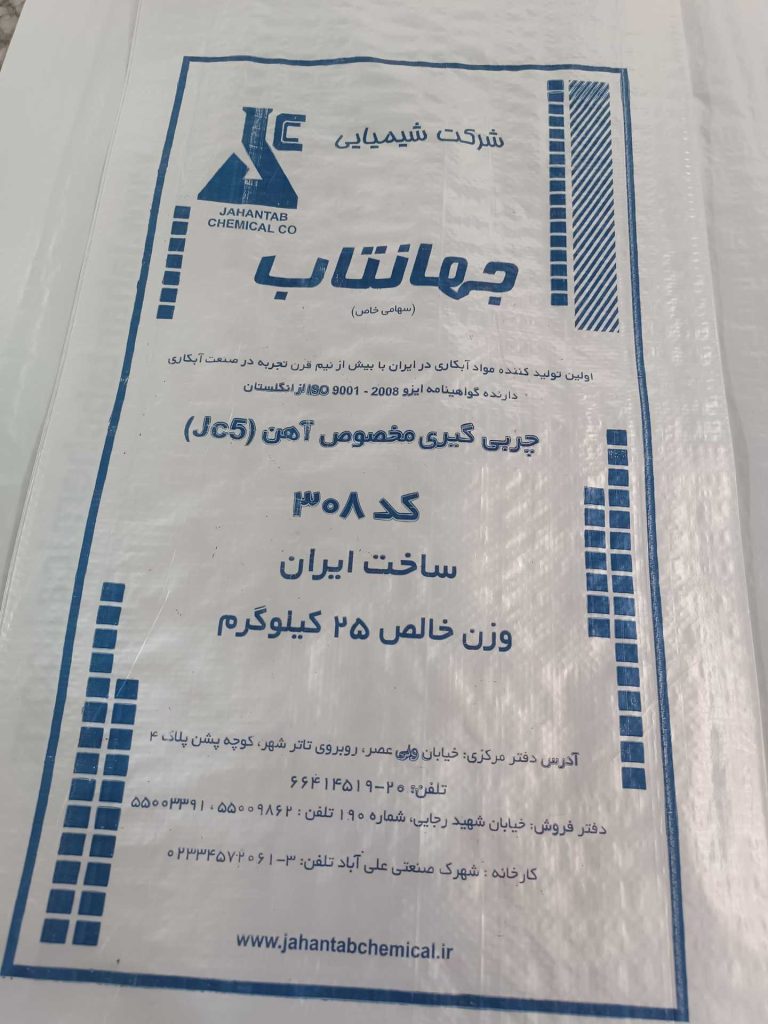 شرکت شیمیایی
JC
JAHANTAB
CHEMICAL CO
جهانتاب
(سهامی خاص)
اولین تولید کننده مواد آبکاری در ایران با بیش از نیم قرن تجربه در صنعت آبکاری
دارنده گواهینامه ایزو ISO 9001 - 2008 از انگلستان
چربی گیری مخصوص آهن (Jc5)
کد ۳۰۸
ساخت ایران
وزن خالص ۲۵ کیلوگرم
آدرس دفتر مرکزی: خیابان ولی عصر، روبروی تاتر شهر، کوچه پشن پلاک ۴
تلفن: ۲۰-۶۶۴۱۴۵۱۹
دفتر فروش: خیابان شهید رجایی، شماره ۱۹۰ تلفن : ۵۵۰۰۹۸۶۲ ، ۵۵۰۰۳۳۹۱
کارخانه : شهرک صنعتی علی آباد تلفن: ۳-۰۲۳۳۴۵۷۲۰۶۱
www.jahantabchemical.ir